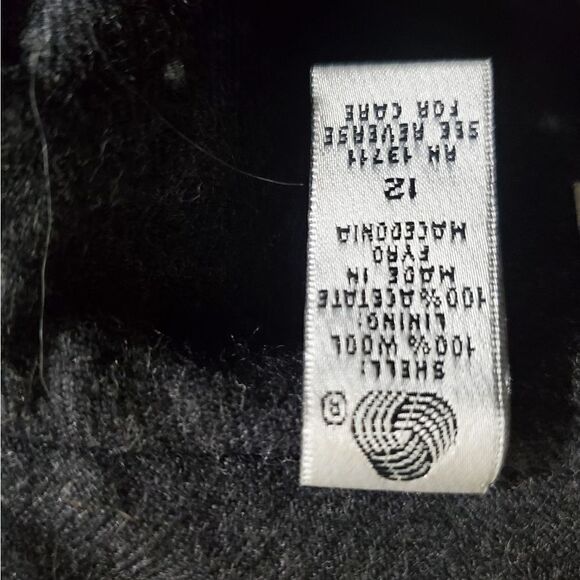 ®
SHELL:
100% WOOL
LINING:
100% ACETATE
MADE IN
FYRO
MACEDONIA
12
RN 13711
SEE REVERSE
FOR CARE